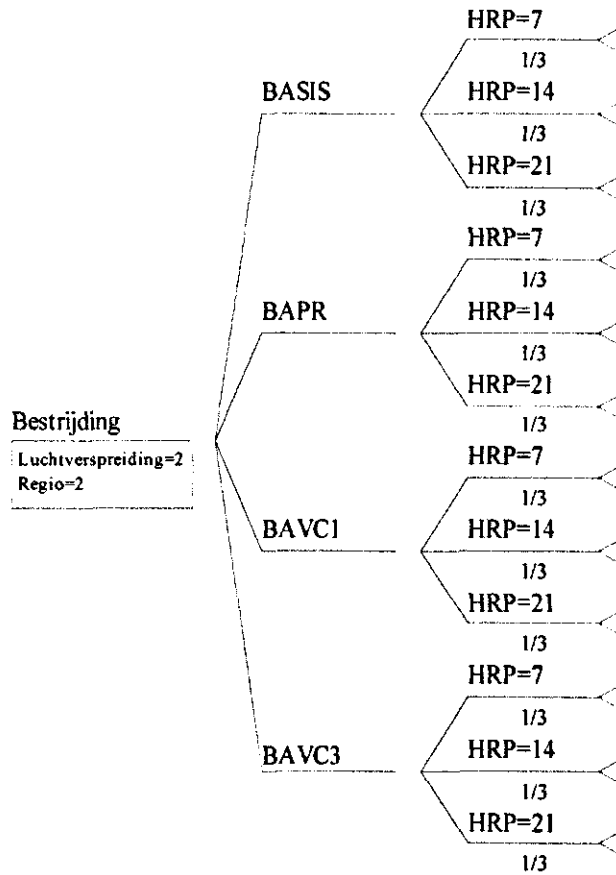 HRP=7
1/3
BASIS
HRP=14
1/3
HRP=21
1/3
HRP=7
1/3
BAPR
HRP=14
1/3
HRP=21
1/3
Bestrijding
Luchtverspreiding=2
Regio=2
HRP=7
1/3
BAVC1
HRP=14
1/3
HRP=21
1/3
HRP=7
1/3
BAVC3
HRP=14
1/3
HRP=21
1/3